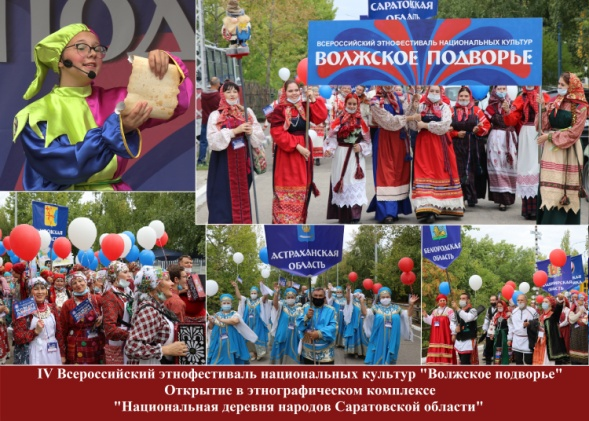 ПОД
САРАТОВСКАЯ
ОБЛАСТЬ
ВСЕРОССИЙСКИЙ ЭТНОФЕСТИВАЛЬ НАЦИОНАЛЬНЫХ КУЛЬТУР
ВОЛЖСКОЕ ПОДВОРЬЕ
АСТРАХАНСКАЯ
ОБЛАСТЬ
БЕЛГОРОДСКАЯ
ОБЛАСТЬ
IV Всероссийский этнофестиваль национальных культур "Волжское подворье"
Открытие в этнографическом комплексе
"Национальная деревня народов Саратовской области"